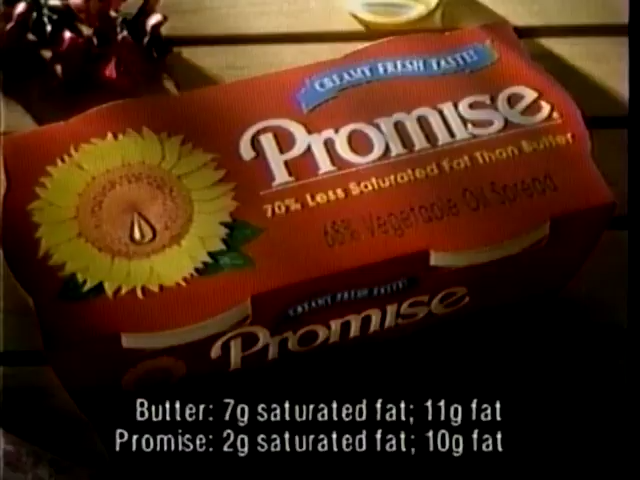 CREAMY FRESH TASTE!
Promise.
70% Less Saturated Fat Than Butter
68% Vegetable Oil Spread
CREAMY FRESH TASTE!
Promise
Butter: 7g saturated fat; 11g fat
Promise: 2g saturated fat; 10g fat